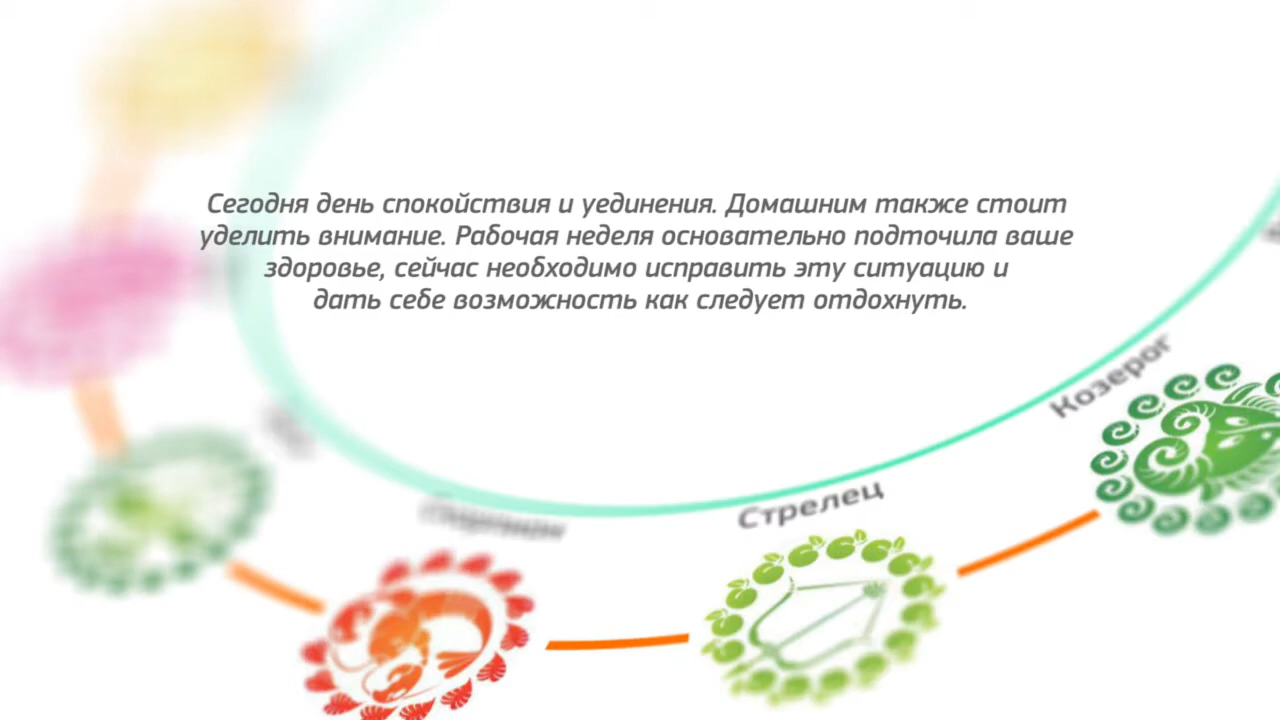 Сегодня день спокойствия и уединения. Домашним также стоит
уделить внимание. Рабочая неделя основательно подточила ваше
здоровье, сейчас необходимо исправить эту ситуацию и
дать себе возможность как следует отдохнуть.
Козерог
Стрелец